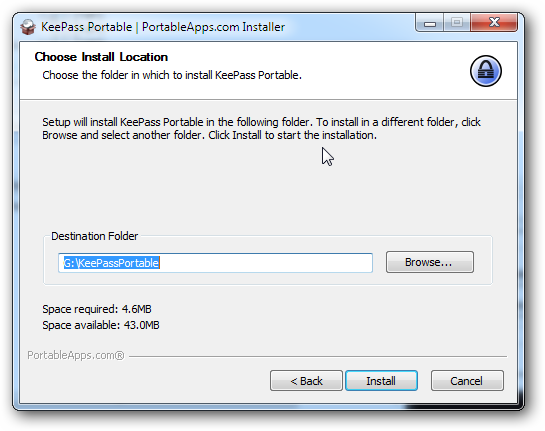 KeePass Portable | PortableApps.com Installer
Choose Install Location
Choose the folder in which to install KeePass Portable.
Setup will install KeePass Portable in the following folder. To install in a different folder, click
Browse and select another folder. Click Install to start the installation.
Destination Folder
G:\KeePassPortable
Browse...
Space required: 4.6MB
Space available: 43.0MB
PortableApps.com®
< Back
Install
Cancel